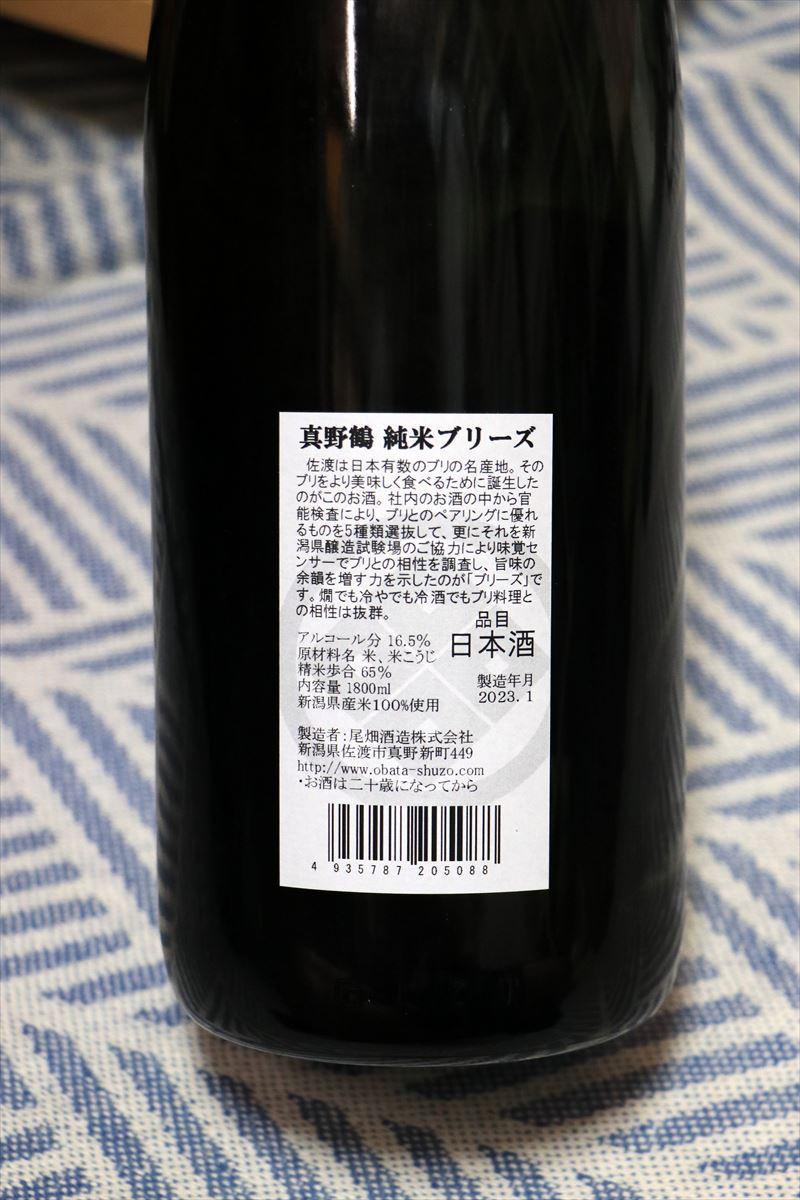 真野鶴 純米ブリーズ
佐渡は日本有数のブリの名産地。その
ブリをより美味しく食べるために誕生した
のがこのお酒。社内のお酒の中から官
能検査により、ブリとのペアリングに優れ
るものを5種類選抜して、更にそれを新
潟県醸造試験場のご協力により味覚セ
ンサーでブリとの相性を調査し、旨味の
余韻を増す力を示したのが「ブリーズ」で
す。燗でも冷やでも冷酒でもブリ料理と
の相性は抜群。
品目
日本酒
アルコール分 16.5%
原材料名 米、米こうじ
精米歩合 65%
内容量 1800ml
新潟県産米100%使用
製造年月
2023.1
製造者:尾畑酒造株式会社
新潟県佐渡市真野新町449
http://www.obata-shuzo.com
・お酒は二十歳になってから
4 935787 205088